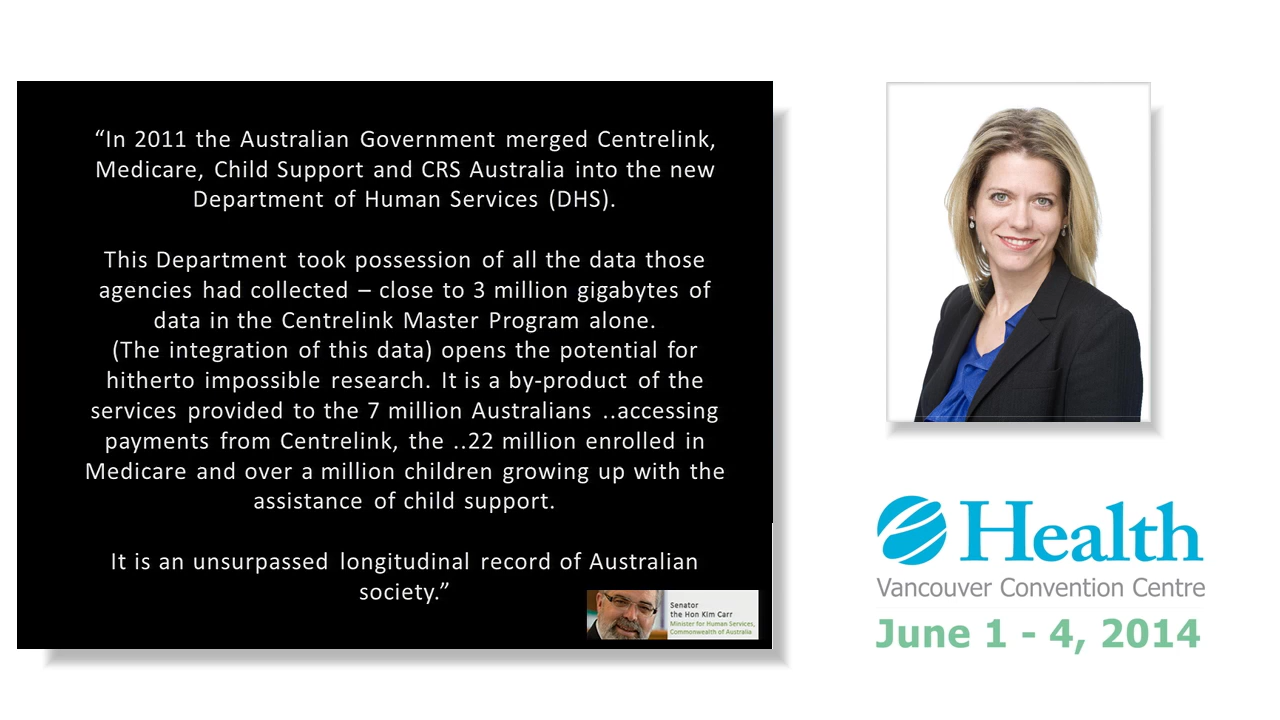 “In 2011 the Australian Government merged Centrelink,
Medicare, Child Support and CRS Australia into the new
Department of Human Services (DHS).
This Department took possession of all the data those
agencies had collected – close to 3 million gigabytes of
data in the Centrelink Master Program alone.
(The integration of this data) opens the potential for
hitherto impossible research. It is a by-product of the
services provided to the 7 million Australians ..accessing
payments from Centrelink, the ..22 million enrolled in
Medicare and over a million children growing up with the
assistance of child support.
It is an unsurpassed longitudinal record of Australian
society.”
Senator
the Hon Kim Carr
Minister for Human Services,
Commonwealth of Australia
eHealth
Vancouver Convention Centre
June 1 - 4, 2014